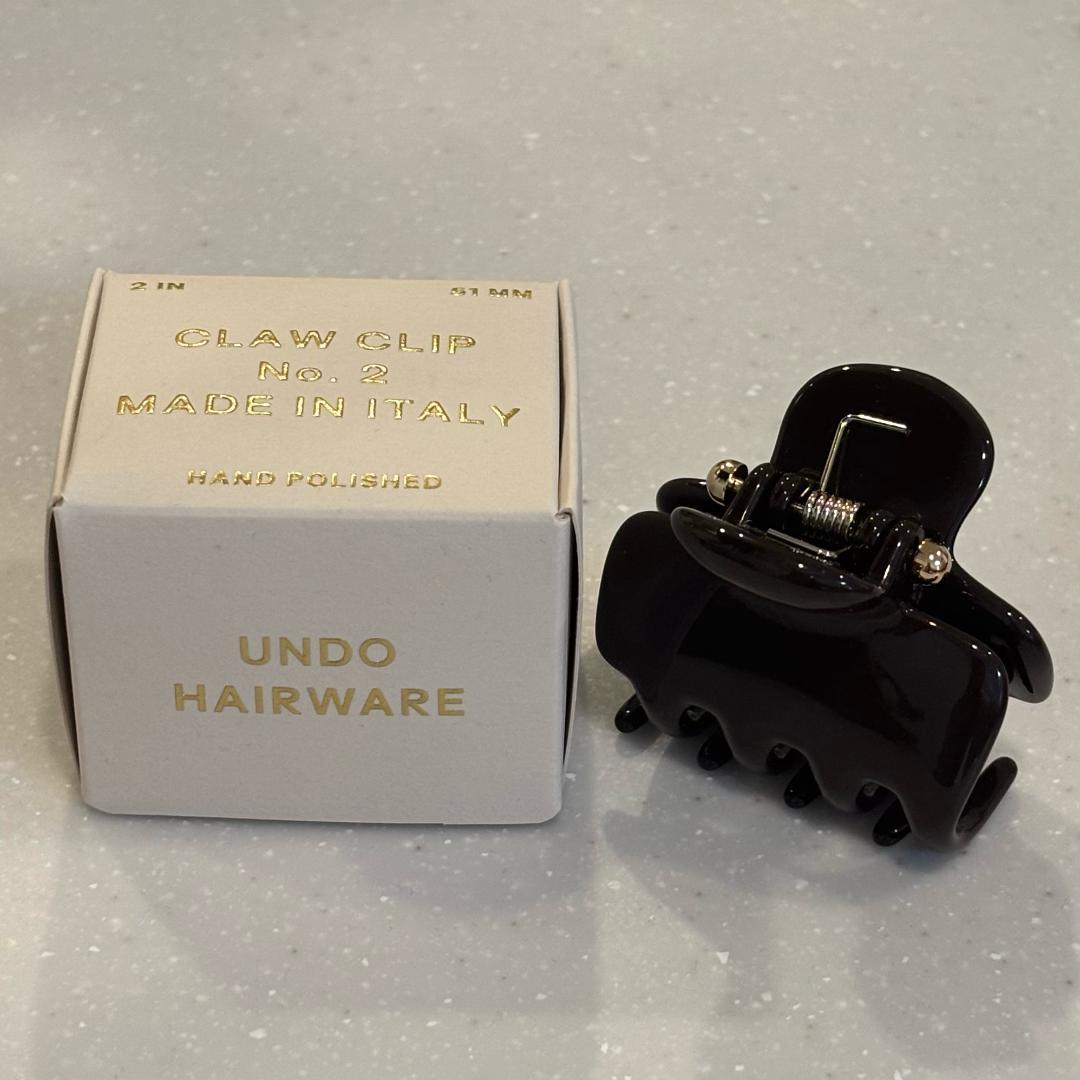 2 IN 51 MM
CLAW CLIP
No. 2
MADE IN ITALY
HAND POLISHED
UNDO
HAIRWARE